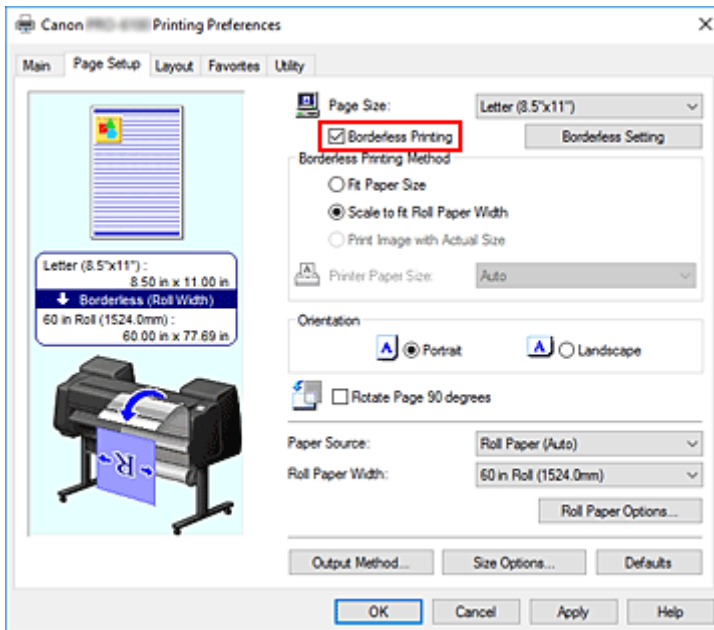 Canon Printing Preferences
Main Page Setup Layout Favorites Utility
Page Size: Letter (8.5"x11")
Borderless Printing Borderless Setting
Borderless Printing Method
Fit Paper Size
Scale to fit Roll Paper Width
Print Image with Actual Size
Printer Paper Size: Auto
Letter (8.5"x11") :
8.50 in x 11.00 in
Borderless (Roll Width)
60 in Roll (1524.0mm) :
60.00 in x 77.69 in
R
Orientation
A Portrait A Landscape
Rotate Page 90 degrees
Paper Source: Roll Paper (Auto)
Roll Paper Width: 60 in Roll (1524.0mm)
Roll Paper Options...
Output Method... Size Options... Defaults
OK Cancel Apply Help